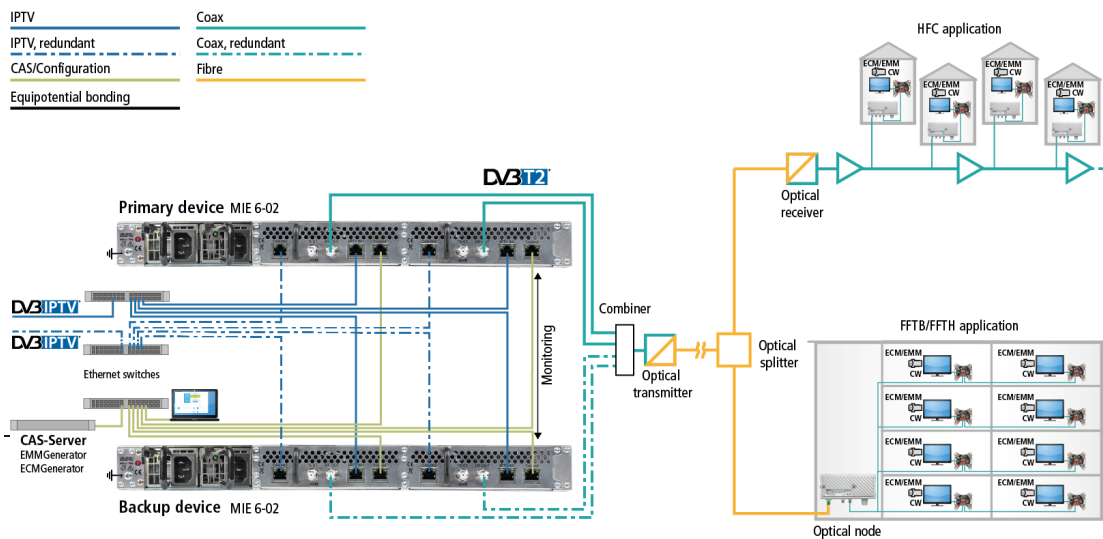 IPTV
Coax
IPTV, redundant
Coax, redundant
CAS/Configuration
Fibre
Equipotential bonding
HFC application
ECM/EMM
CW
ECM/EMM
CW
ECM/EMM
CW
ECM/EMM
CW
DVB T2
Optical
receiver
Primary device MIE 6-02
DVB IPTV
DVB IPTV
Ethernet switches
Monitoring
Combiner
Optical
transmitter
Optical
splitter
FFTB/FFTH application
ECM/EMM
CW
ECM/EMM
CW
ECM/EMM
CW
ECM/EMM
CW
ECM/EMM
CW
ECM/EMM
CW
ECM/EMM
CW
ECM/EMM
CW
CAS-Server
EMMGenerator
ECMGenerator
Backup device MIE 6-02
Optical node